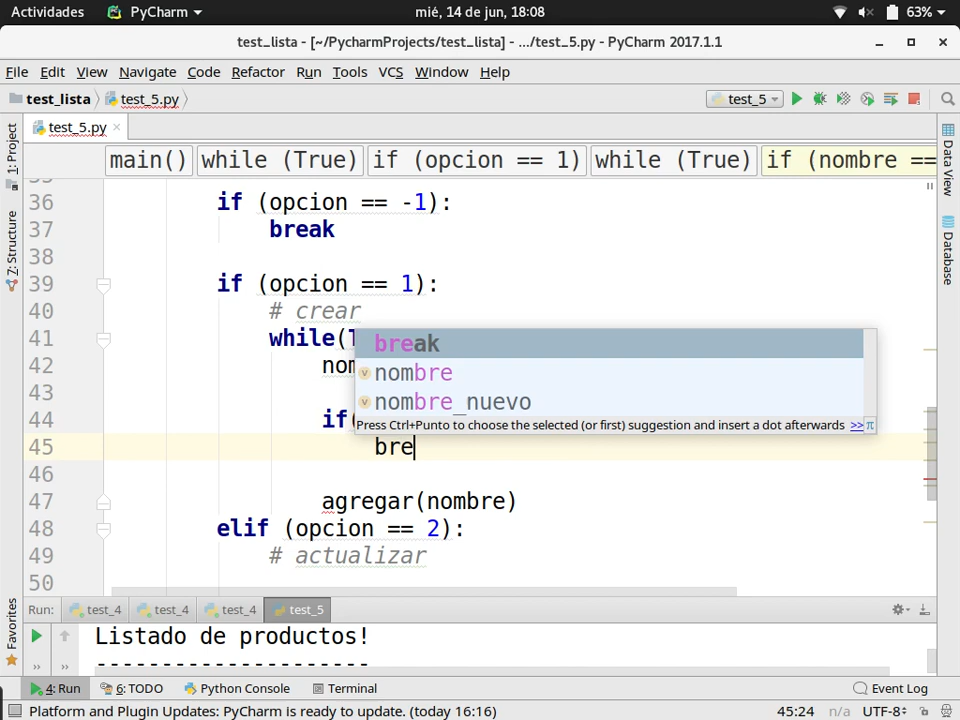 Actividades PyCharm mié, 14 de jun, 18:08 63%
test_lista - [~/PycharmProjects/test_lista] - .../test_5.py - PyCharm 2017.1.1
File Edit View Navigate Code Refactor Run Tools VCS Window Help
test_lista test_5.py test_5
test_5.py
1: Project
7: Structure
Favorites
Data View
Database
main() while (True) if (opcion == 1) while (True) if (nombre ==
36 if (opcion == -1):
37 break
38
39 if (opcion == 1):
40 # crear
41 while(
42 nom
43
44 if(
45 bre
46
47 agregar(nombre)
48 elif (opcion == 2):
49 # actualizar
50
break
nombre
nombre_nuevo
Press Ctrl+Punto to choose the selected (or first) suggestion and insert a dot afterwards >> π
Run: test_4 test_4 test_4 test_5
Listado de productos!
---------------------
4: Run 6: TODO Python Console Terminal Event Log
Platform and Plugin Updates: PyCharm is ready to update. (today 16:16) 45:24 n/a UTF-8